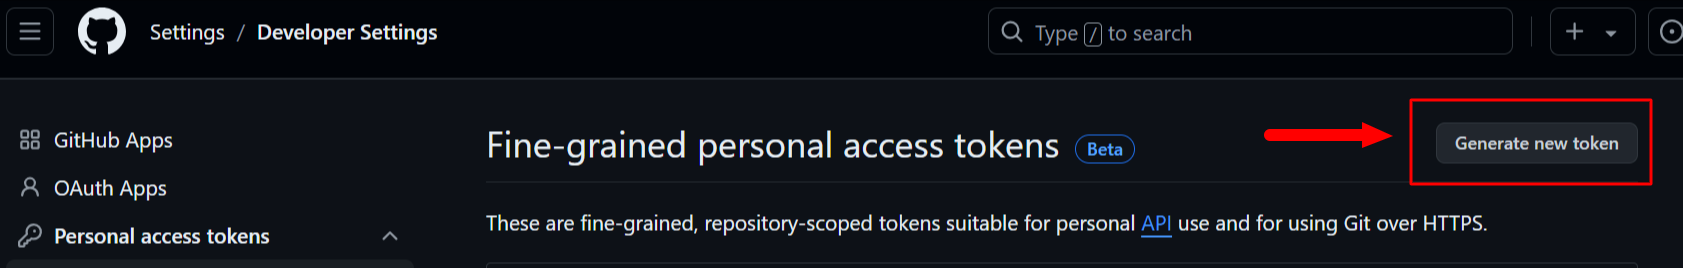 Settings / Developer Settings
Type / to search
GitHub Apps
OAuth Apps
Personal access tokens
Fine-grained personal access tokens Beta
Generate new token
These are fine-grained, repository-scoped tokens suitable for personal API use and for using Git over HTTPS.